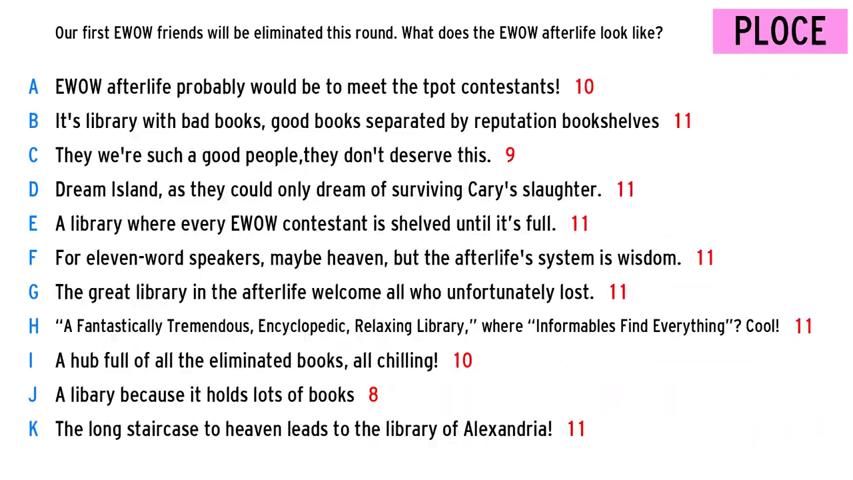 Our first EWOW friends will be eliminated this round. What does the EWOW afterlife look like?
PLOCE
A EWOW afterlife probably would be to meet the tpot contestants! 10
B It's library with bad books, good books separated by reputation bookshelves 11
C They we're such a good people,they don't deserve this. 9
D Dream Island, as they could only dream of surviving Cary's slaughter. 11
E A library where every EWOW contestant is shelved until it’s full. 11
F For eleven-word speakers, maybe heaven, but the afterlife's system is wisdom. 11
G The great library in the afterlife welcome all who unfortunately lost. 11
H “A Fantastically Tremendous, Encyclopedic, Relaxing Library,” where “Informables Find Everything”? Cool! 11
I A hub full of all the eliminated books, all chilling! 10
J A libary because it holds lots of books 8
K The long staircase to heaven leads to the library of Alexandria! 11